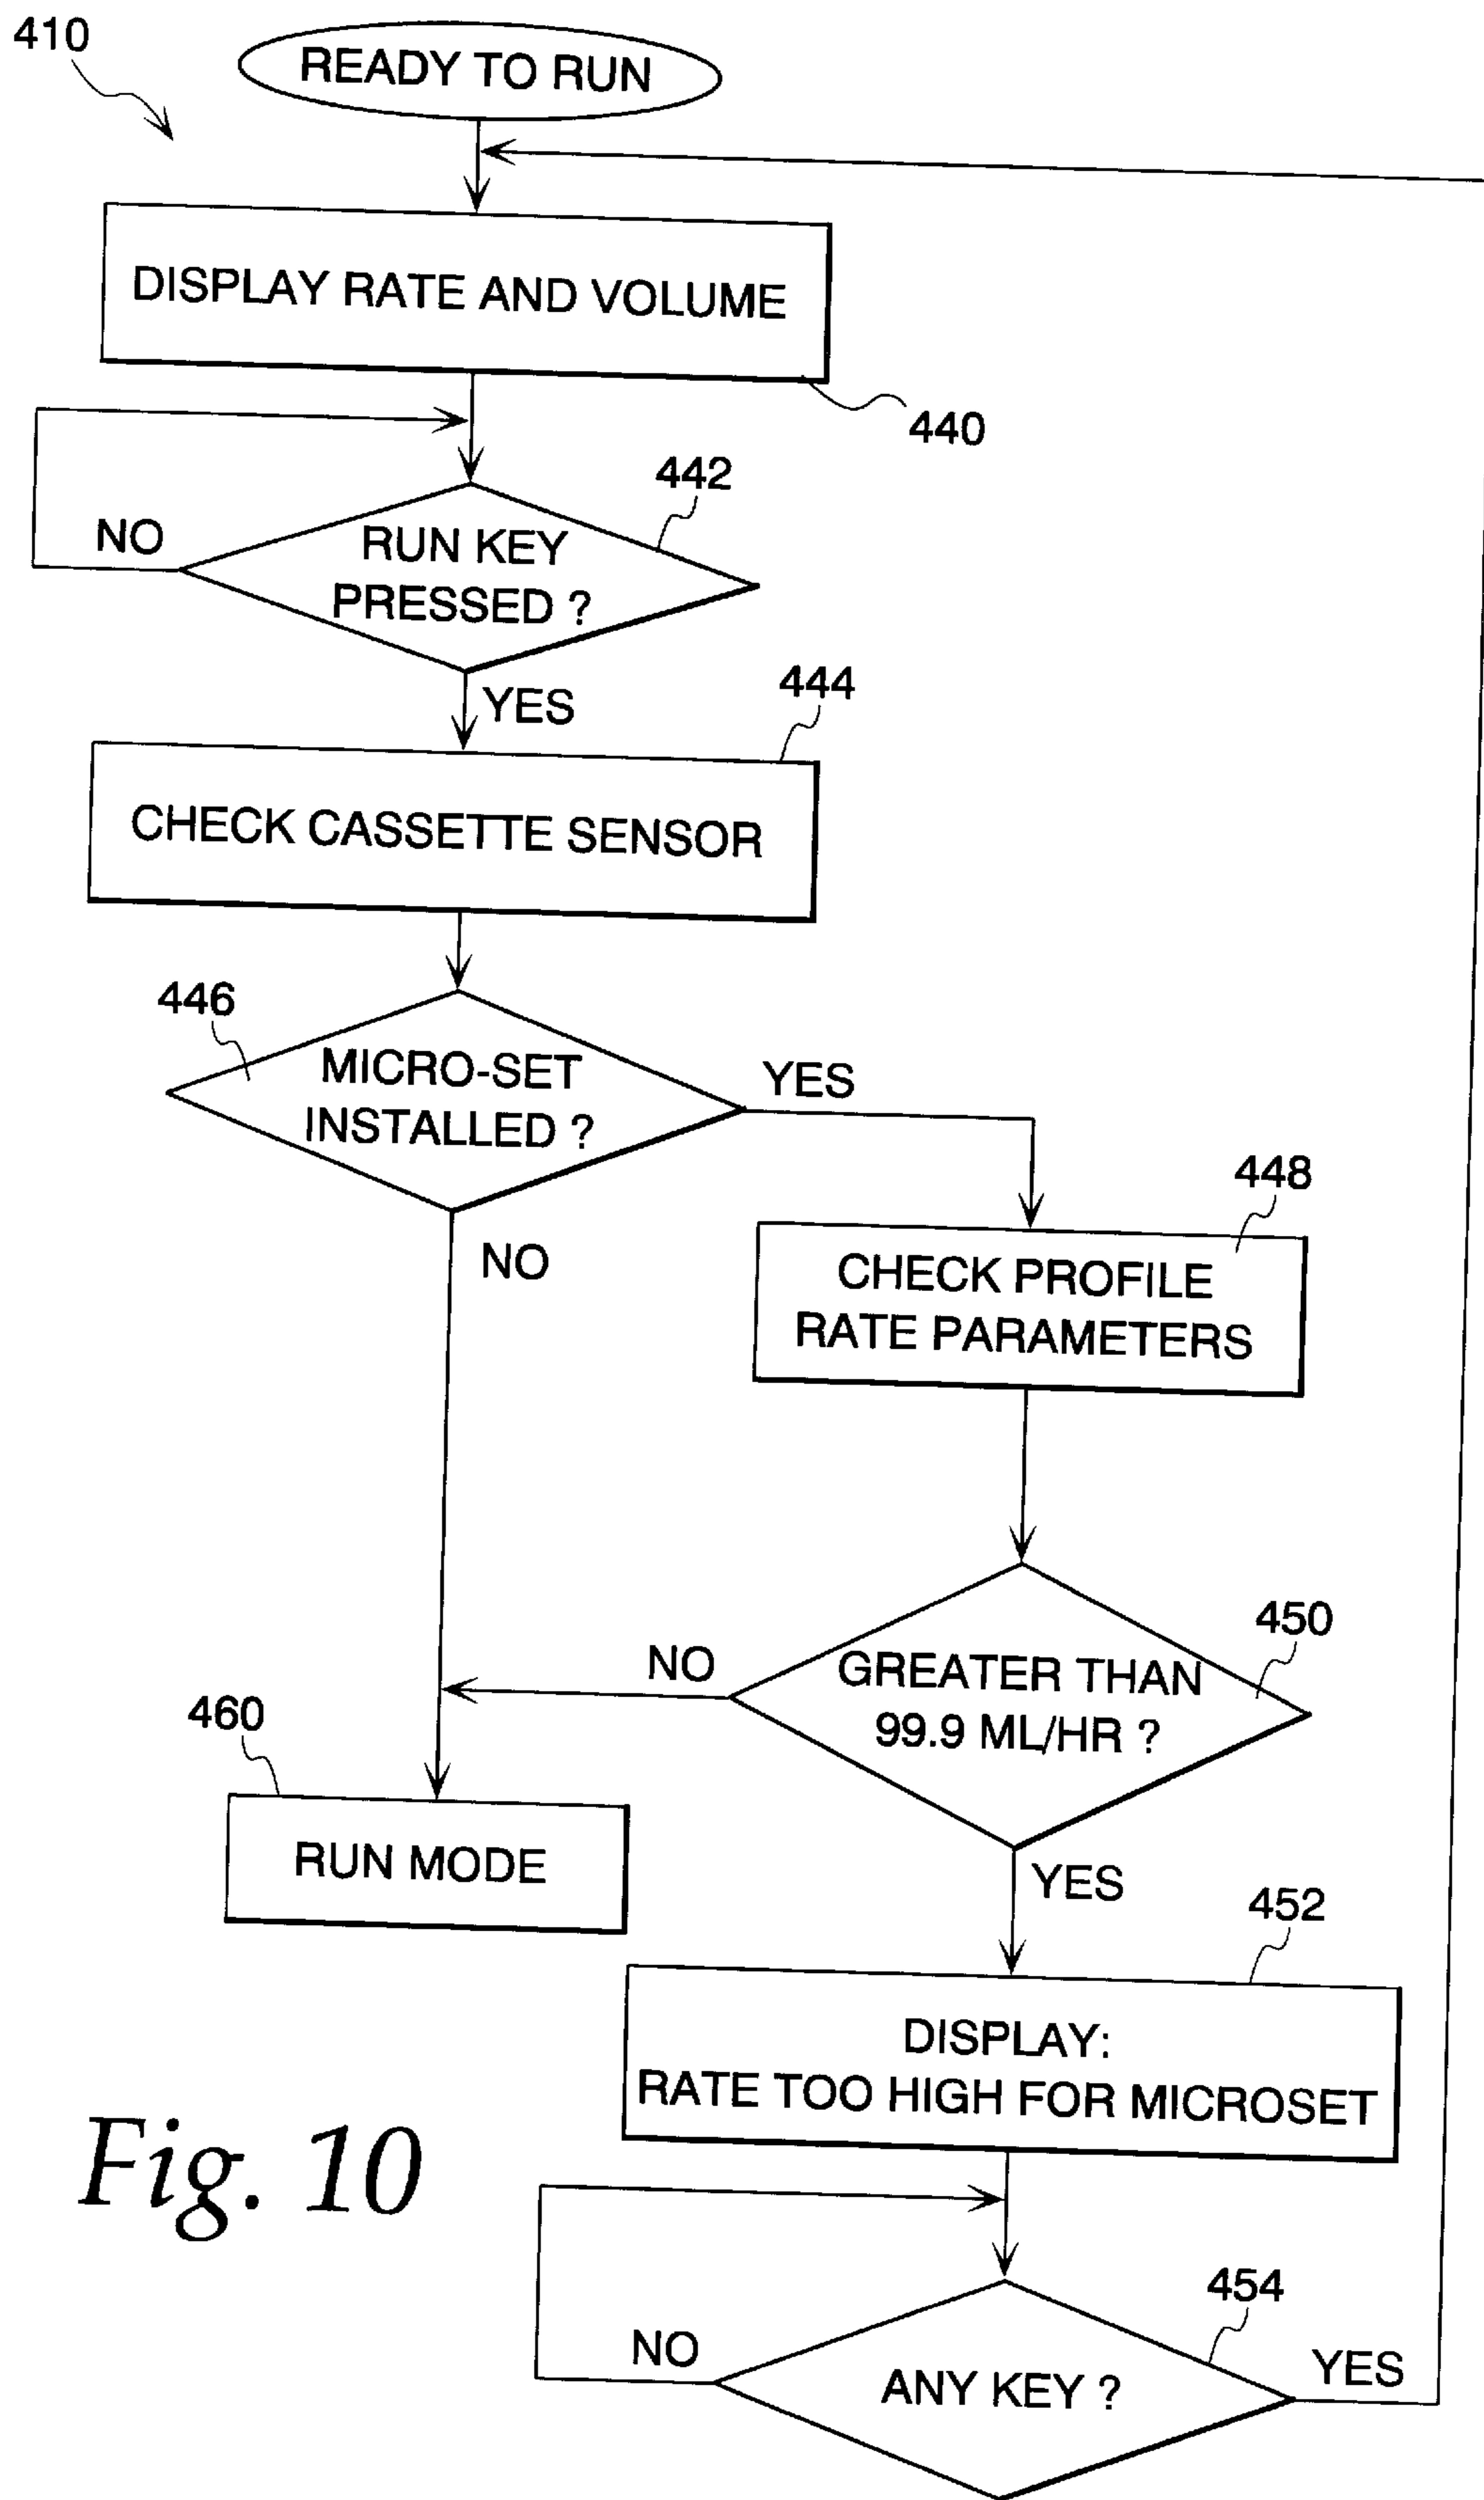 410
READY TO RUN
DISPLAY RATE AND VOLUME
440
442
NO
RUN KEY
PRESSED ?
YES
444
CHECK CASSETTE SENSOR
446
MICRO-SET
INSTALLED ?
YES
NO
448
CHECK PROFILE
RATE PARAMETERS
450
NO
GREATER THAN
99.9 ML/HR ?
460
RUN MODE
YES
452
DISPLAY:
RATE TOO HIGH FOR MICROSET
Fig. 10
454
NO
ANY KEY ?
YES